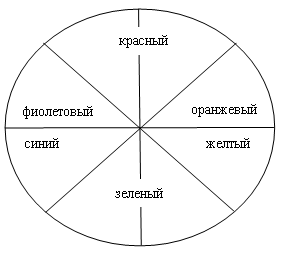 красный
фиолетовый оранжевый
синий желтый
зеленый